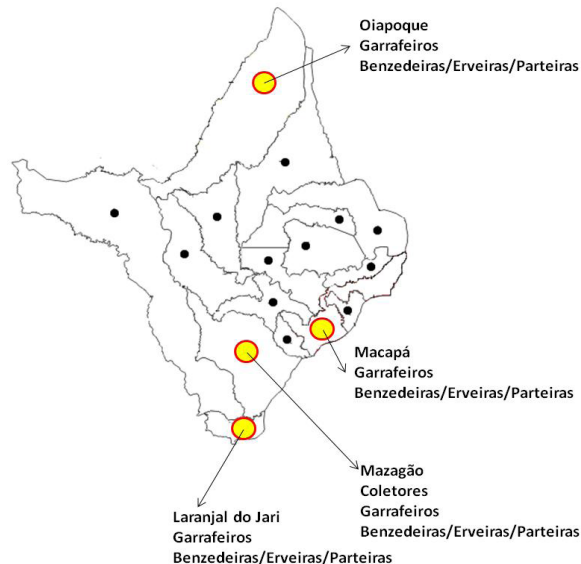 Oiapoque
Garrafeiros
Benzedeiras/Erveiras/Parteiras
Macapá
Garrafeiros
Benzedeiras/Erveiras/Parteiras
Mazagão
Coletores
Garrafeiros
Benzedeiras/Erveiras/Parteiras
Laranjal do Jari
Garrafeiros
Benzedeiras/Erveiras/Parteiras